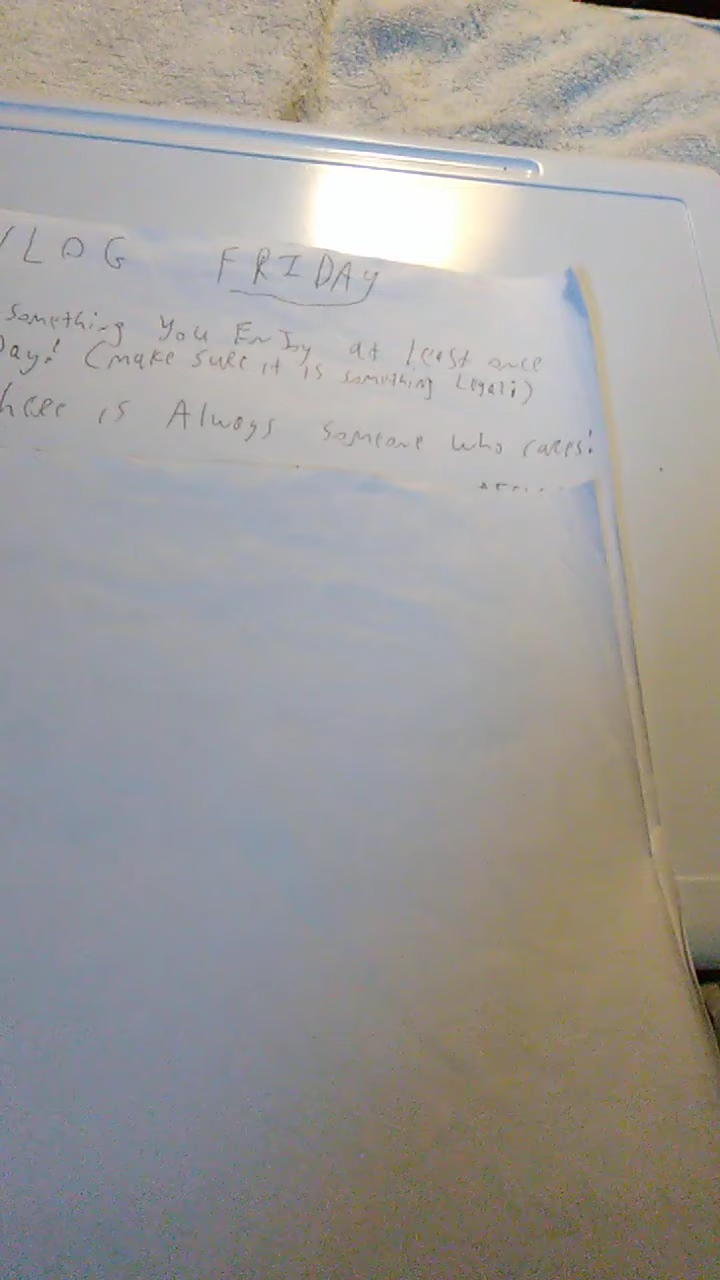 VLOG FRIDAY
something you Enjoy at least once
Day! (make sure it is something Legal!)
here is Always someone who cares!